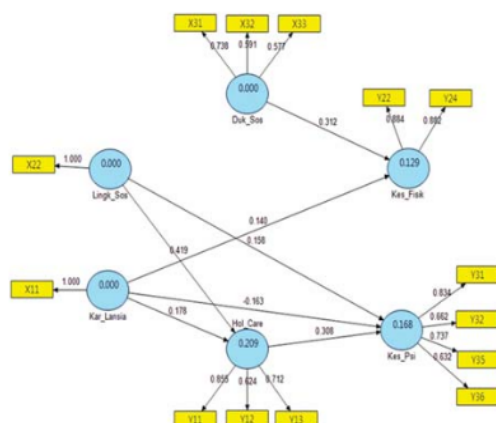 X31
X32
X33
0.738
0.591
0.577
0.000
Duk_Sos
0.312
Y22
Y24
0.884
0.882
0.129
Kes_Fisik
X22
1.000
0.000
Lingk_Sos
0.140
0.158
0.419
X11
1.000
0.000
Kar_Lansia
-0.163
0.178
Hol_Care
0.209
0.308
0.168
Kes_Psi
0.834
0.662
0.737
0.632
Y31
Y32
Y35
Y36
0.855
0.624
0.712
Y11
Y12
Y13